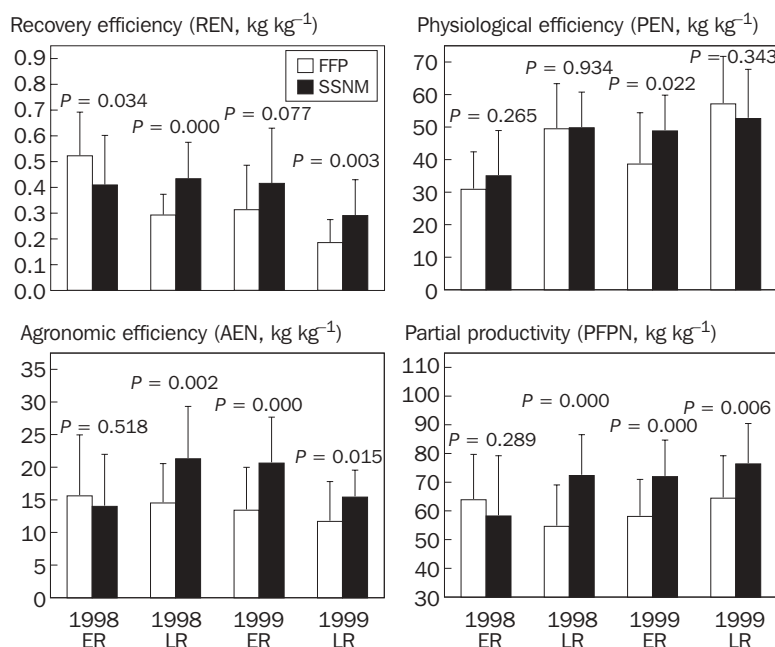 Recovery efficiency (REN, kg kg⁻¹)
0.9
0.8
0.7
0.6
0.5
0.4
0.3
0.2
0.1
0.0
FFP
SSNM
P = 0.034
P = 0.000
P = 0.077
P = 0.003
Physiological efficiency (PEN, kg kg⁻¹)
70
60
50
40
30
20
10
0
P = 0.265
P = 0.934
P = 0.022
P = 0.343
Agronomic efficiency (AEN, kg kg⁻¹)
35
30
25
20
15
10
5
0
P = 0.518
P = 0.002
P = 0.000
P = 0.015
1998 1998 1999 1999
ER LR ER LR
Partial productivity (PFPN, kg kg⁻¹)
110
100
90
80
70
60
50
40
30
P = 0.289
P = 0.000
P = 0.000
P = 0.006
1998 1998 1999 1999
ER LR ER LR